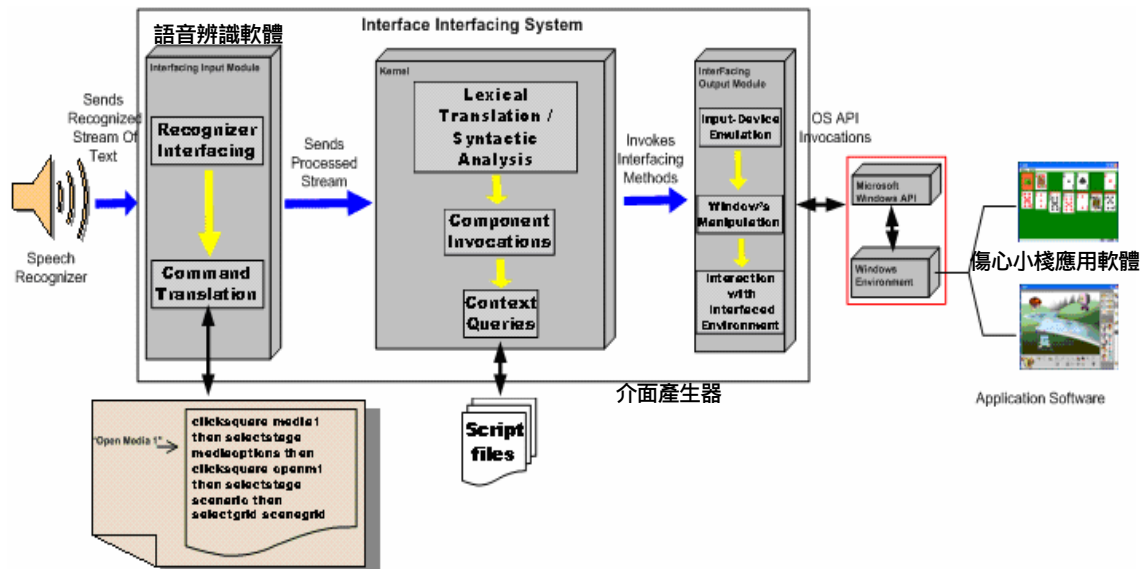 Interface Interfacing System
語音辨識軟體
Interfacing Input Module
Recognizer
Interfacing
Command
Translation
Sends
Recognized
Stream Of
Text
Speech
Recognizer
Sends
Processed
Stream
Kernel
Lexical
Translation /
Syntactic
Analysis
Component
Invocations
Context
Queries
Invokes
Interfacing
Methods
InterFacing
Output Module
Input-Device
Emulation
Window's
Manipulation
Interaction
with
Interfaced
Environment
OS API
Invocations
Microsoft
Windows API
Windows
Environment
傷心小棧應用軟體
Application Software
介面產生器
"Open Media 1"
clicksquare media1
then selectstage
mediaoptions then
clicksquare openm1
then selectstage
scenario then
selectgrid scenegrid
Script
files